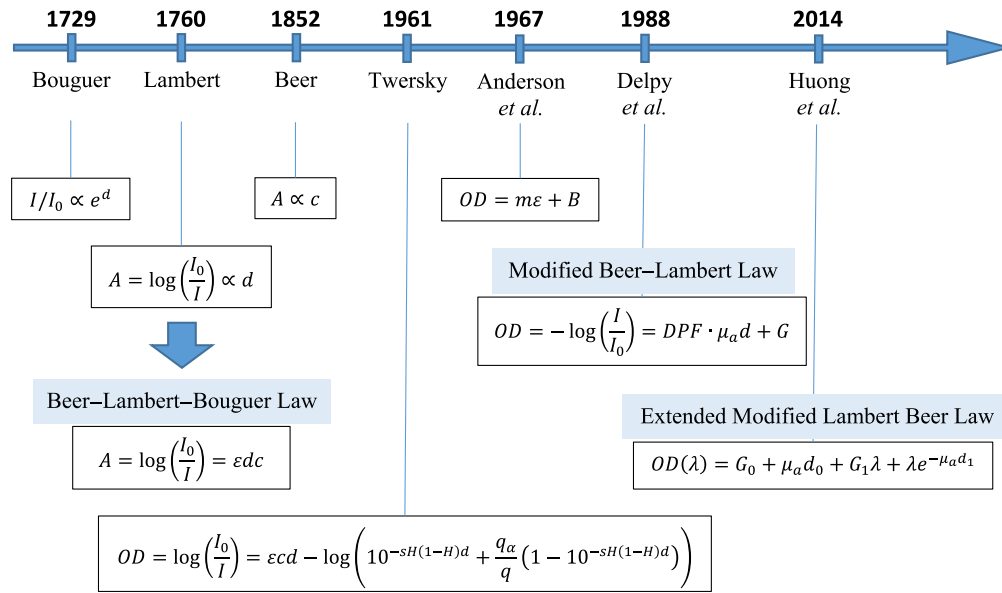 1729 1760 1852 1961 1967 1988 2014
Bouguer Lambert Beer Twersky Anderson Delpy Huong
et al. et al. et al.
I/I₀ ∝ eᵈ
A ∝ c
OD = mε + B
A = log(I₀/I) ∝ d
Modified Beer–Lambert Law
OD = −log(I/I₀) = DPF · μₐd + G
Beer–Lambert–Bouguer Law
A = log(I₀/I) = εdc
Extended Modified Lambert Beer Law
OD(λ) = G₀ + μₐd₀ + G₁λ + λe^{−μₐd₁}
OD = log(I₀/I) = εcd − log(10^{−sH(1−H)d} + q_α/q (1 − 10^{−sH(1−H)d}))